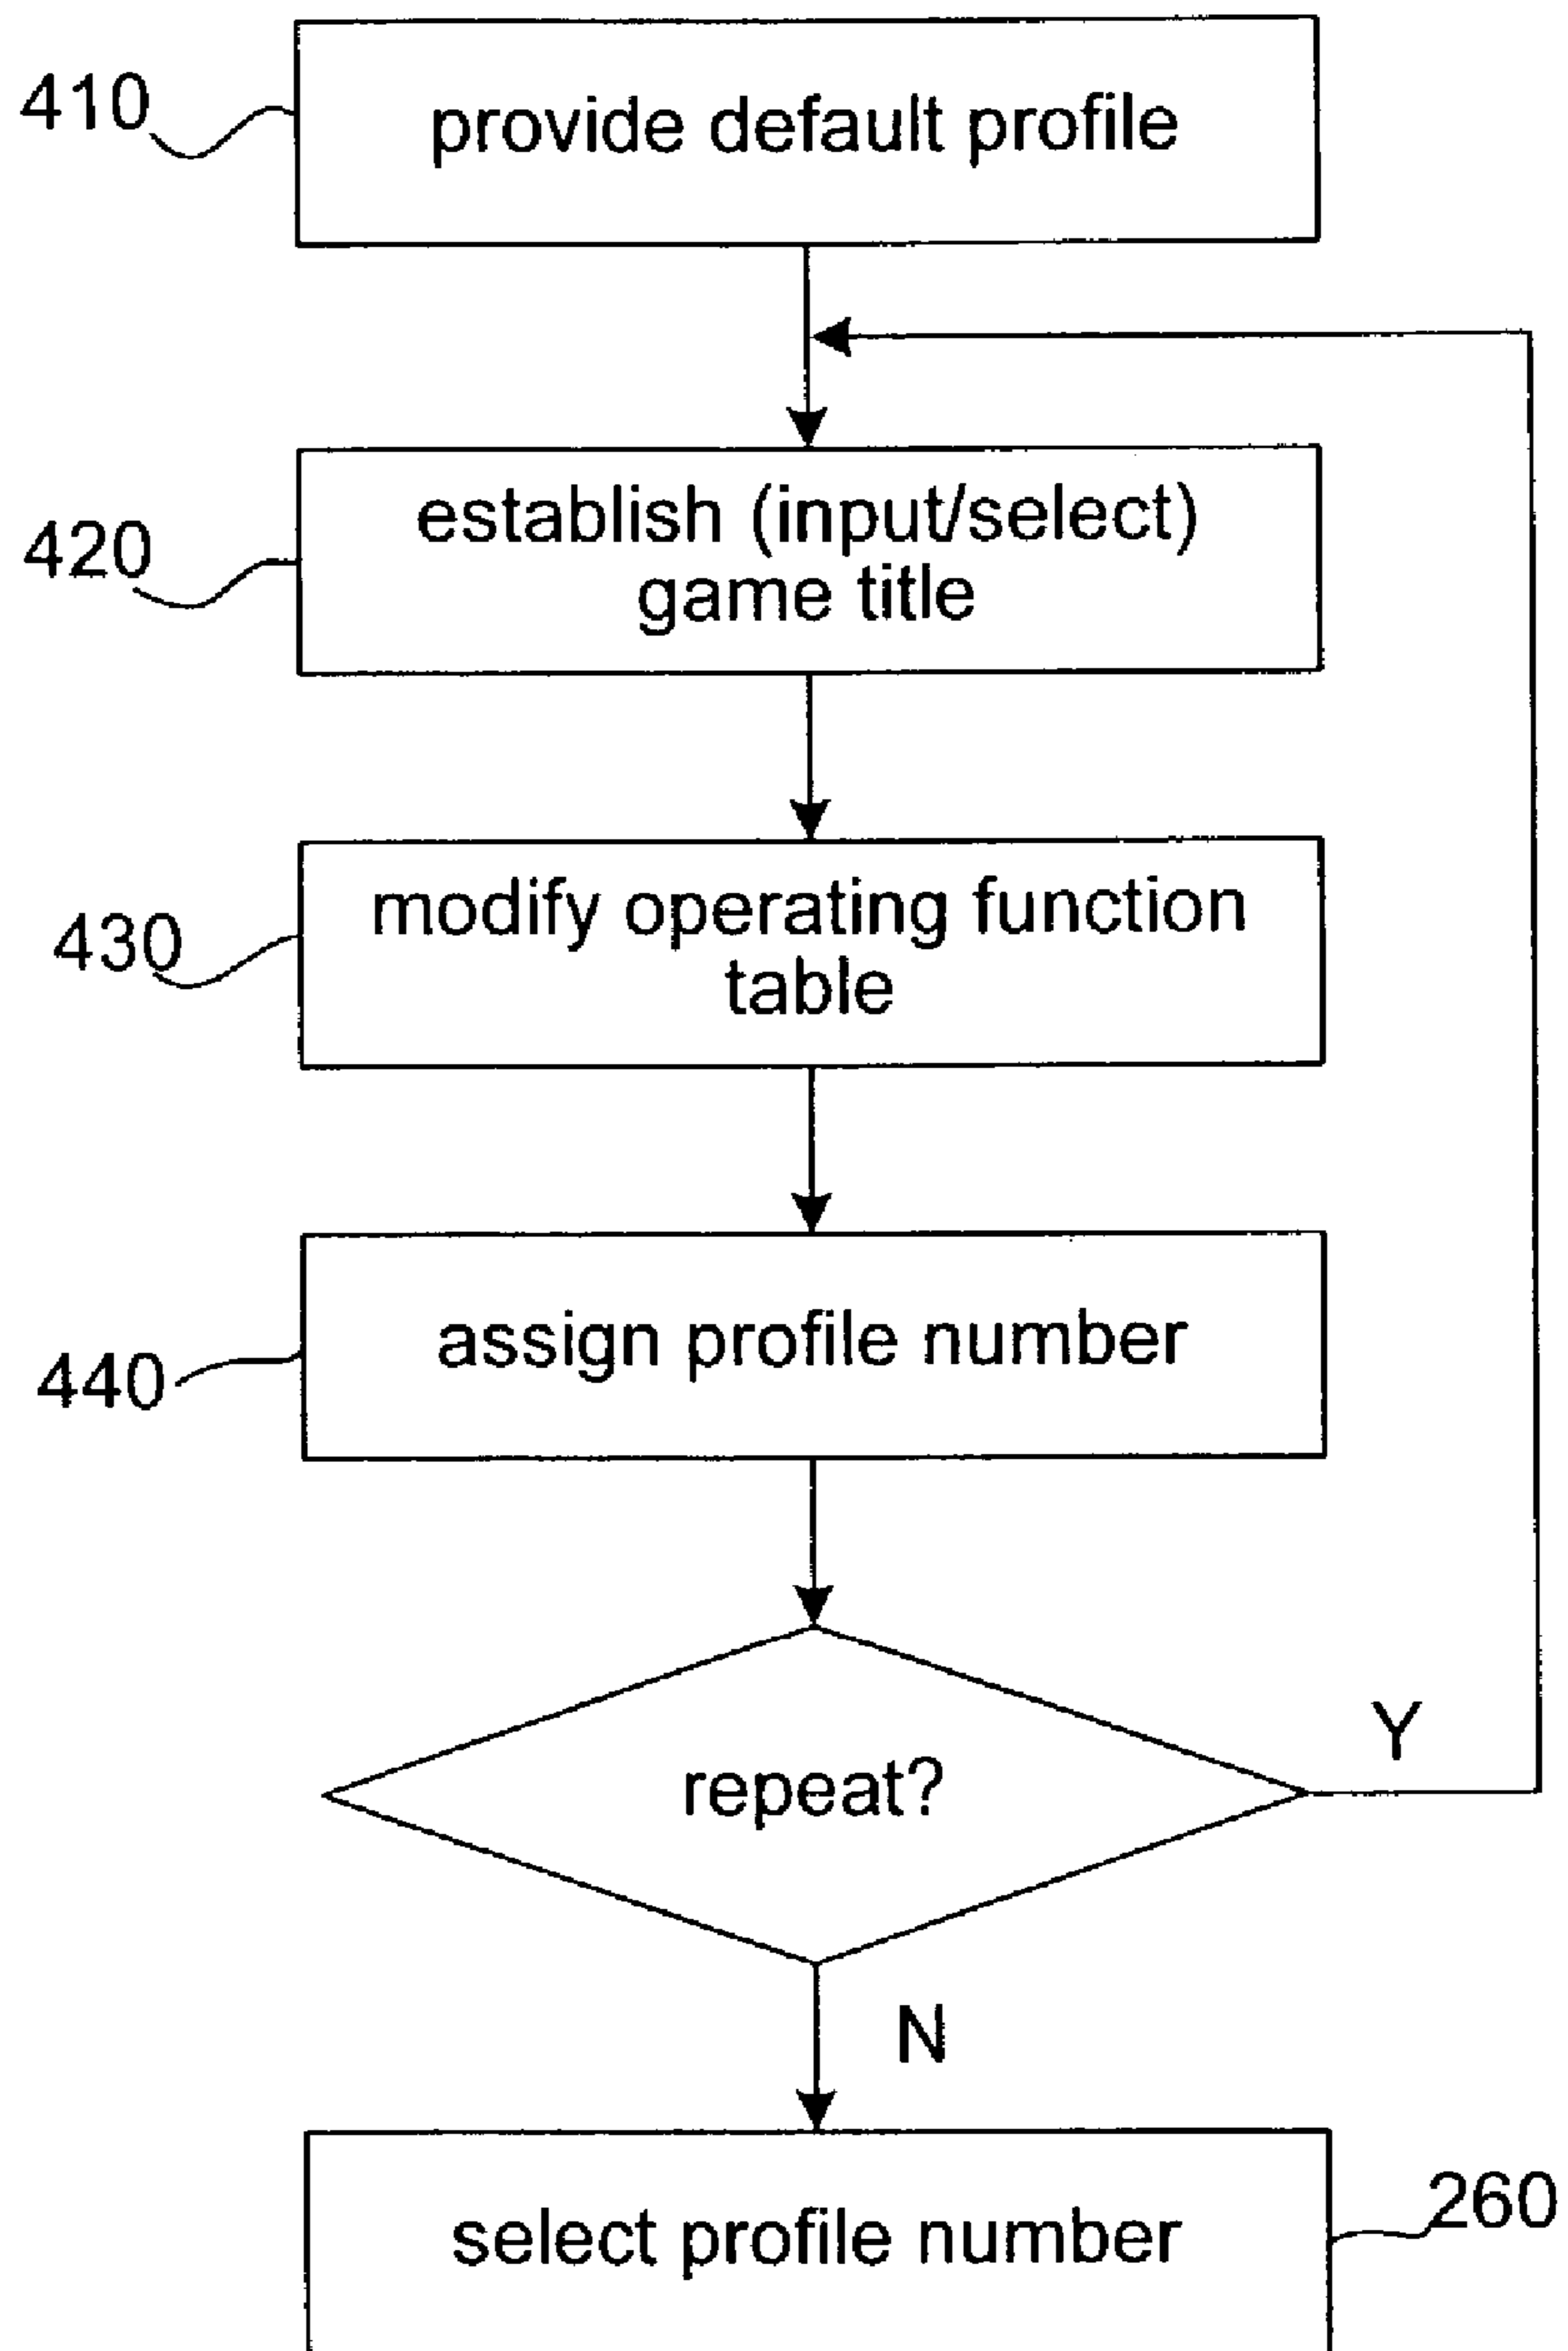 410
provide default profile
420
establish (input/select)
game title
430
modify operating function
table
440
assign profile number
repeat?
Y
N
select profile number
260